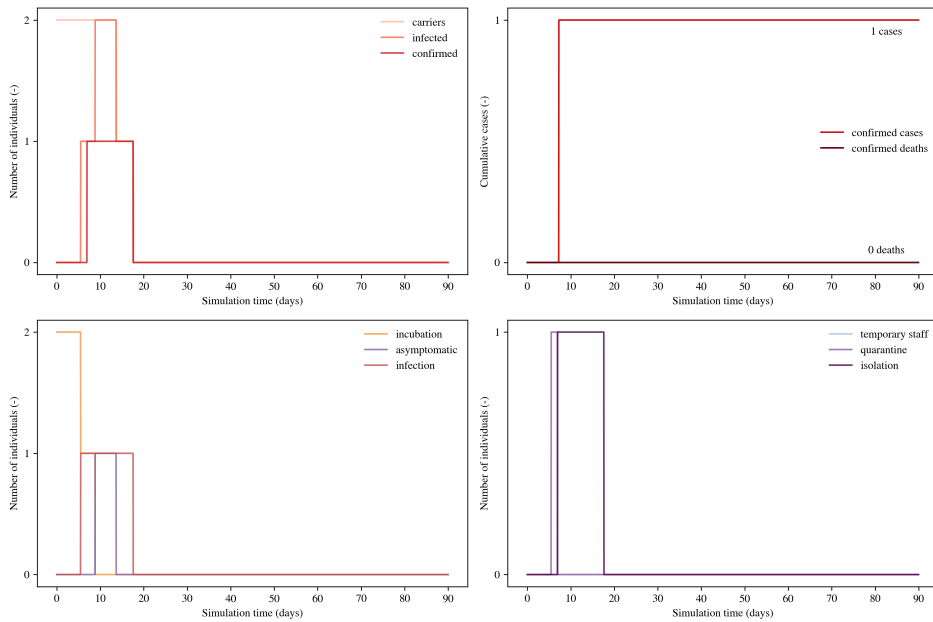 carriers
infected
confirmed
2
1
0
Number of individuals (-)
0 10 20 30 40 50 60 70 80 90
Simulation time (days)
1 cases
confirmed cases
confirmed deaths
0 deaths
1
0
Cumulative cases (-)
0 10 20 30 40 50 60 70 80 90
Simulation time (days)
incubation
asymptomatic
infection
2
1
0
Number of individuals (-)
0 10 20 30 40 50 60 70 80 90
Simulation time (days)
temporary staff
quarantine
isolation
1
0
Number of individuals (-)
0 10 20 30 40 50 60 70 80 90
Simulation time (days)